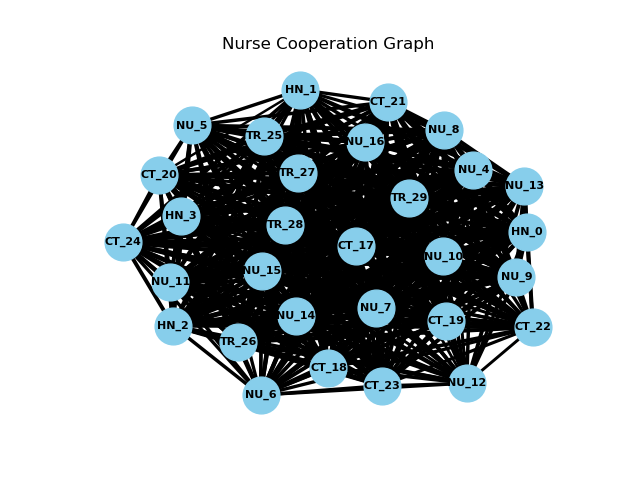 Nurse Cooperation Graph
HN_1
CT_21
NU_5
NU_8
TR_25
NU_16
NU_4
TR_27
CT_20
NU_13
TR_29
HN_3
TR_28
HN_0
CT_24
CT_17
NU_10
NU_15
NU_9
NU_11
NU_7
NU_14
CT_19
HN_2
CT_22
TR_26
CT_18
NU_12
CT_23
NU_6